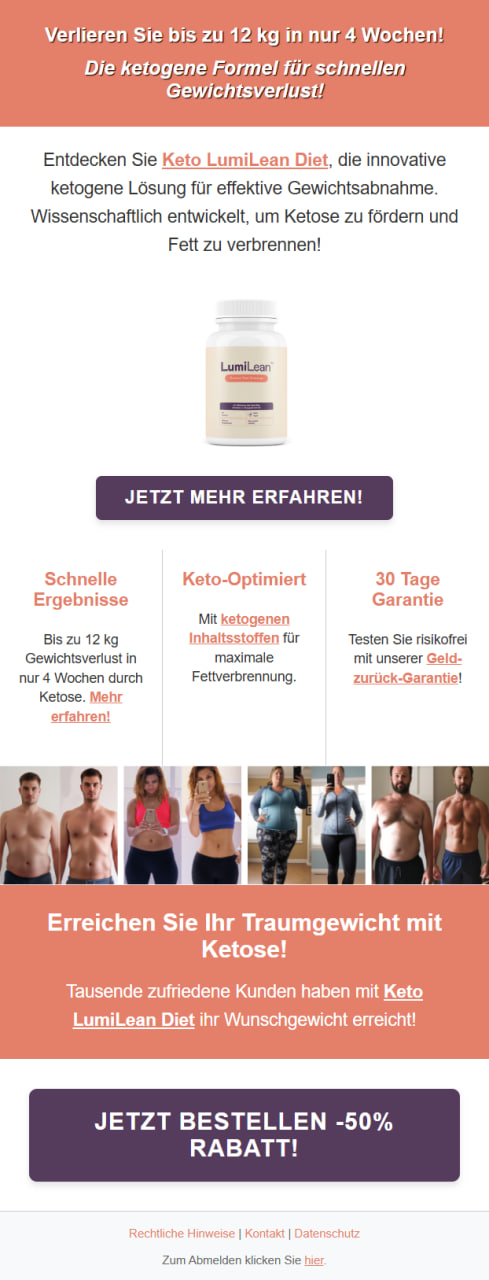 Verlieren Sie bis zu 12 kg in nur 4 Wochen!
Die ketogene Formel für schnellen
Gewichtsverlust!
Entdecken Sie Keto LumiLean Diet, die innovative
ketogene Lösung für effektive Gewichtsabnahme.
Wissenschaftlich entwickelt, um Ketose zu fördern und
Fett zu verbrennen!
LumiLean
JETZT MEHR ERFAHREN!
Schnelle
Ergebnisse
Bis zu 12 kg
Gewichtsverlust in
nur 4 Wochen durch
Ketose. Mehr
erfahren!
Keto-Optimiert
Mit ketogenen
Inhaltsstoffen für
maximale
Fettverbrennung.
30 Tage
Garantie
Testen Sie risikofrei
mit unserer Geld-
zurück-Garantie!
Erreichen Sie Ihr Traumgewicht mit
Ketose!
Tausende zufriedene Kunden haben mit Keto
LumiLean Diet ihr Wunschgewicht erreicht!
JETZT BESTELLEN -50%
RABATT!
Rechtliche Hinweise | Kontakt | Datenschutz
Zum Abmelden klicken Sie hier.